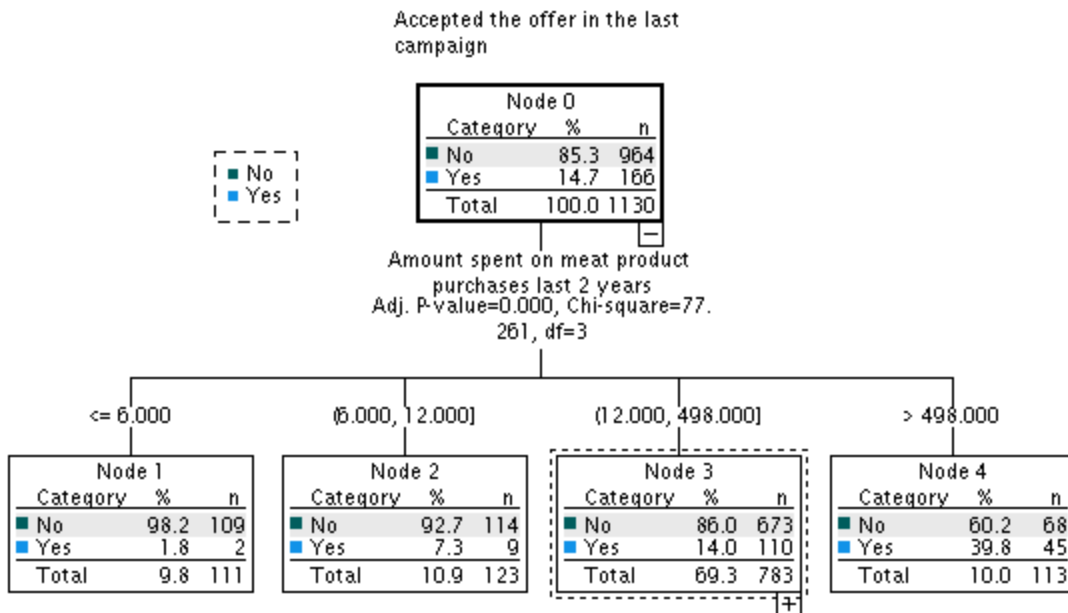 Accepted the offer in the last
campaign
Node 0
Category % n
No 85.3 964
Yes 14.7 166
Total 100.0 1130
No
Yes
Amount spent on meat product
purchases last 2 years
Adj. P-value=0.000, Chi-square=77.
261, df=3
<= 6.000
(6.000, 12.000]
(12.000, 498.000]
> 498.000
Node 1
Category % n
No 98.2 109
Yes 1.8 2
Total 9.8 111
Node 2
Category % n
No 92.7 114
Yes 7.3 9
Total 10.9 123
Node 3
Category % n
No 86.0 673
Yes 14.0 110
Total 69.3 783
Node 4
Category % n
No 60.2 68
Yes 39.8 45
Total 10.0 113